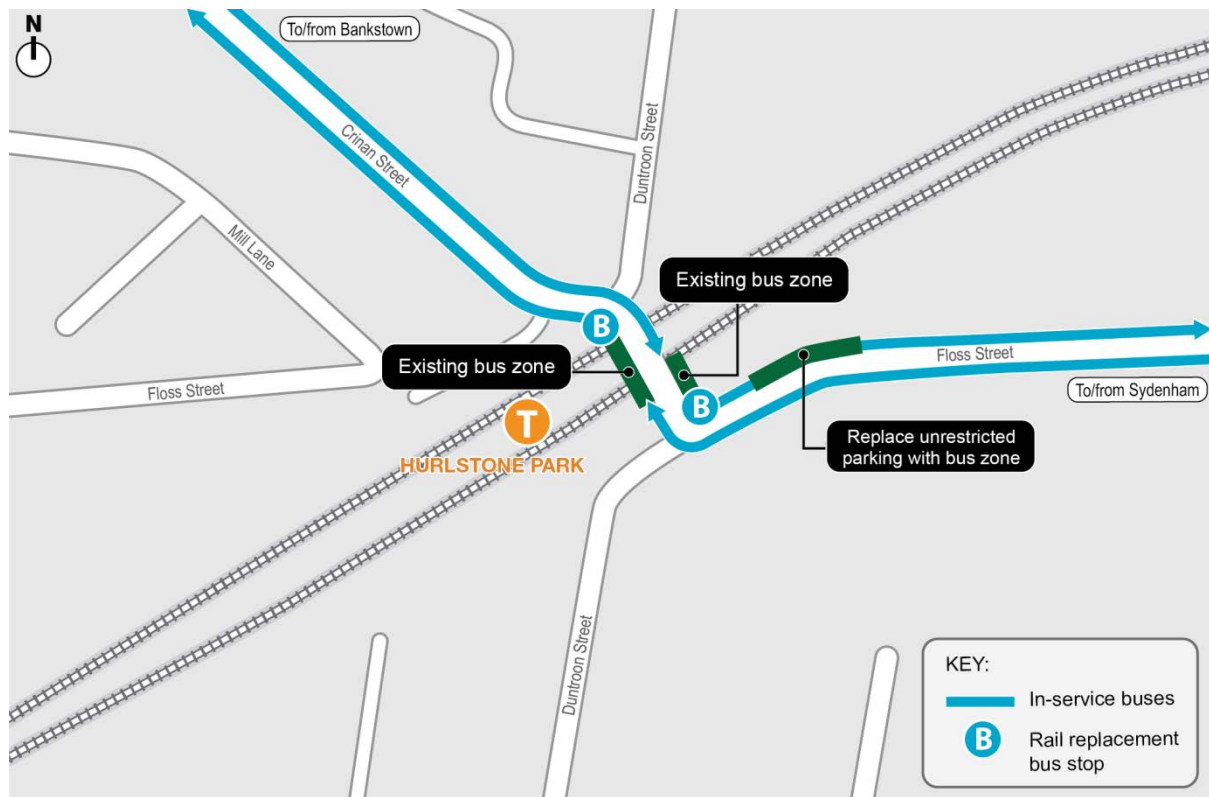 N
To/from Bankstown
Crinan Street
Duntroon Street
Mill Lane
Existing bus zone
B
Existing bus zone
Floss Street
Floss Street
To/from Sydenham
B
T
HURLSTONE PARK
Replace unrestricted
parking with bus zone
Duntroon Street
KEY:
In-service buses
B
Rail replacement
bus stop